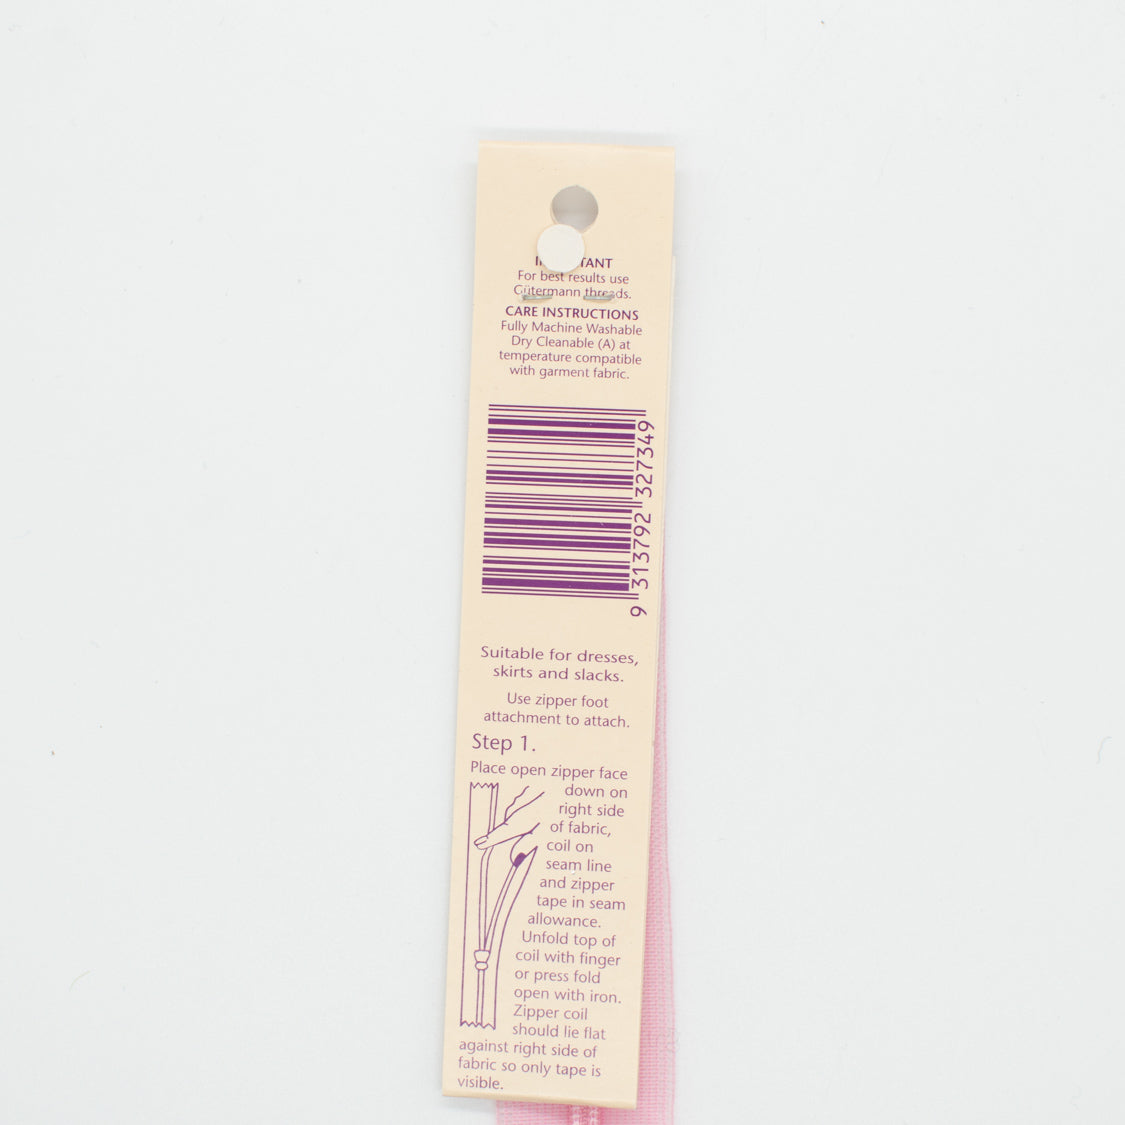 For best results use
Gütermann threads.
CARE INSTRUCTIONS
Fully Machine Washable
Dry Cleanable (A) at
temperature compatible
with garment fabric.
9 313792 327349
Suitable for dresses,
skirts and slacks.
Use zipper foot
attachment to attach.
Step 1.
Place open zipper face
down on
right side
of fabric,
coil on
seam line
and zipper
tape in seam
allowance.
Unfold top of
coil with finger
or press fold
open with iron.
Zipper coil
should lie flat
against right side of
fabric so only tape is
visible.